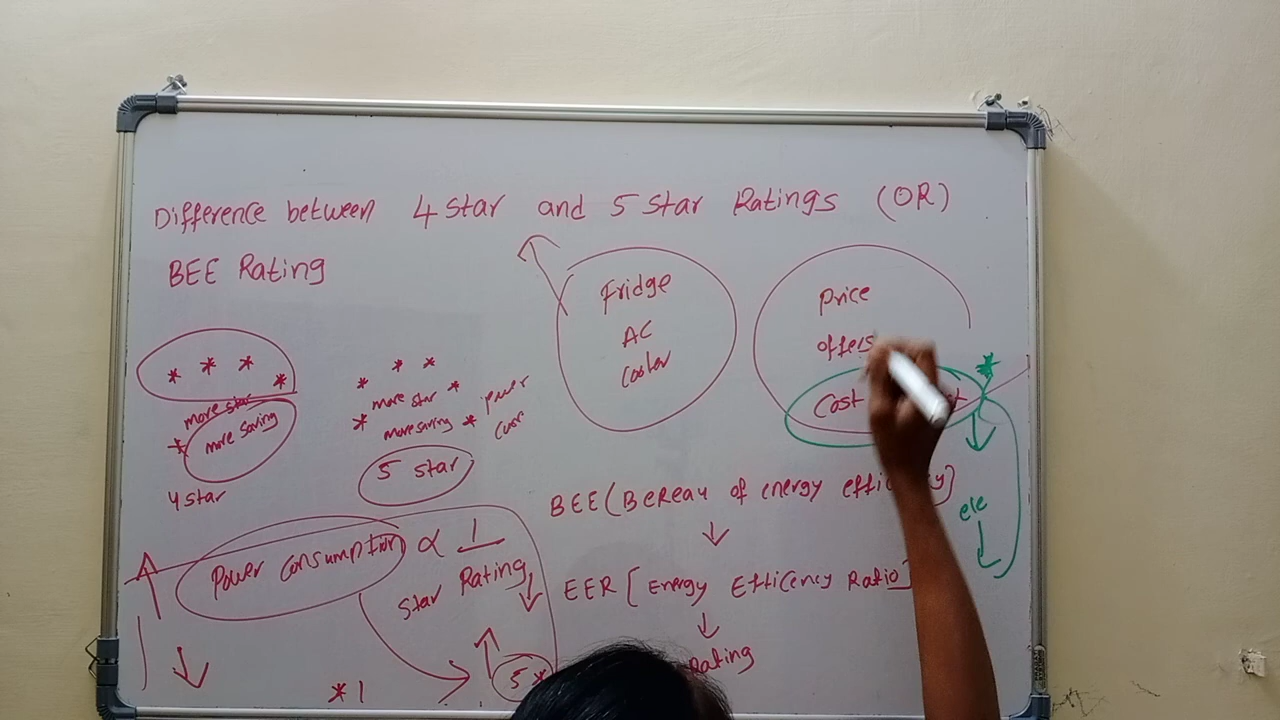 Difference between 4 star and 5 star Ratings (OR)
BEE Rating
* * * *
more star
* more saving
4 star
* * *
* more star *
* more saving * power
cost
5 star
Fridge
AC
Cooler
Price
offers
Cost
*
ele
BEE (Bereau of energy
EER [Energy Efficency Ratio]
Rating
Power consumption ∝ 1
Star Rating
5 *
* 1